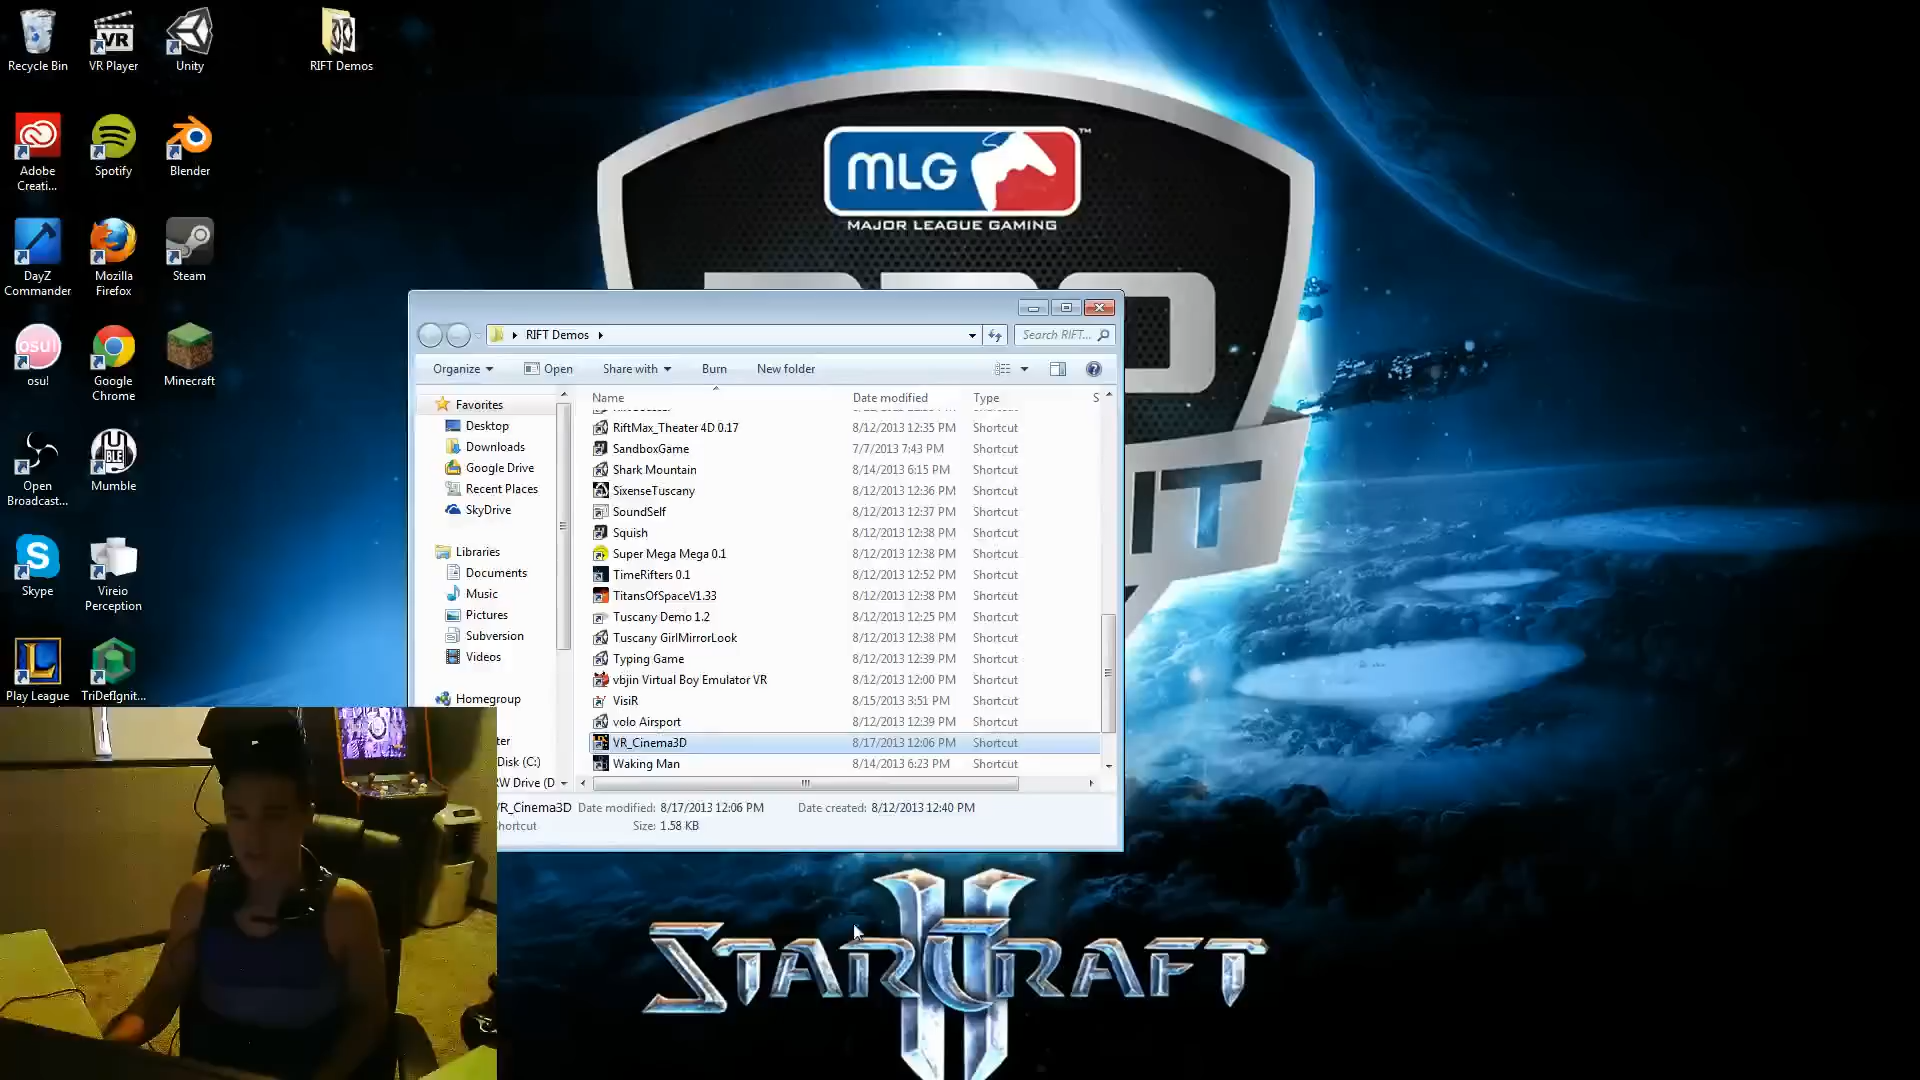 Recycle Bin
VR Player
Unity
RIFT Demos
Adobe
Creati...
Spotify
Blender
DayZ
Commander
Mozilla
Firefox
Steam
osu!
osu!
Google
Chrome
Minecraft
Open
Broadcast...
Mumble
Skype
Vireio
Perception
Play League
TriDefIgnit...
MLG
TM
MAJOR LEAGUE GAMING
RIFT Demos
Search RIFT...
Organize
Open
Share with
Burn
New folder
Name
Date modified
Type
S
RiftMax_Theater 4D 0.17 8/12/2013 12:35 PM Shortcut
SandboxGame 7/7/2013 7:43 PM Shortcut
Shark Mountain 8/14/2013 6:15 PM Shortcut
SixenseTuscany 8/12/2013 12:36 PM Shortcut
SoundSelf 8/12/2013 12:37 PM Shortcut
Squish 8/12/2013 12:38 PM Shortcut
Super Mega Mega 0.1 8/12/2013 12:38 PM Shortcut
TimeRifters 0.1 8/12/2013 12:52 PM Shortcut
TitansOfSpaceV1.33 8/12/2013 12:38 PM Shortcut
Tuscany Demo 1.2 8/12/2013 12:25 PM Shortcut
Tuscany GirlMirrorLook 8/12/2013 12:38 PM Shortcut
Typing Game 8/12/2013 12:39 PM Shortcut
vbjin Virtual Boy Emulator VR 8/12/2013 12:00 PM Shortcut
VisiR 8/15/2013 3:51 PM Shortcut
volo Airsport 8/12/2013 12:39 PM Shortcut
VR_Cinema3D 8/17/2013 12:06 PM Shortcut
Waking Man 8/14/2013 6:23 PM Shortcut
Favorites
Desktop
Downloads
Google Drive
Recent Places
SkyDrive
Libraries
Documents
Music
Pictures
Subversion
Videos
Homegroup
ter
Disk (C:)
RW Drive (D
VR_Cinema3D Date modified: 8/17/2013 12:06 PM Date created: 8/12/2013 12:40 PM
Shortcut Size: 1.58 KB
IT
STARCRAFT
II